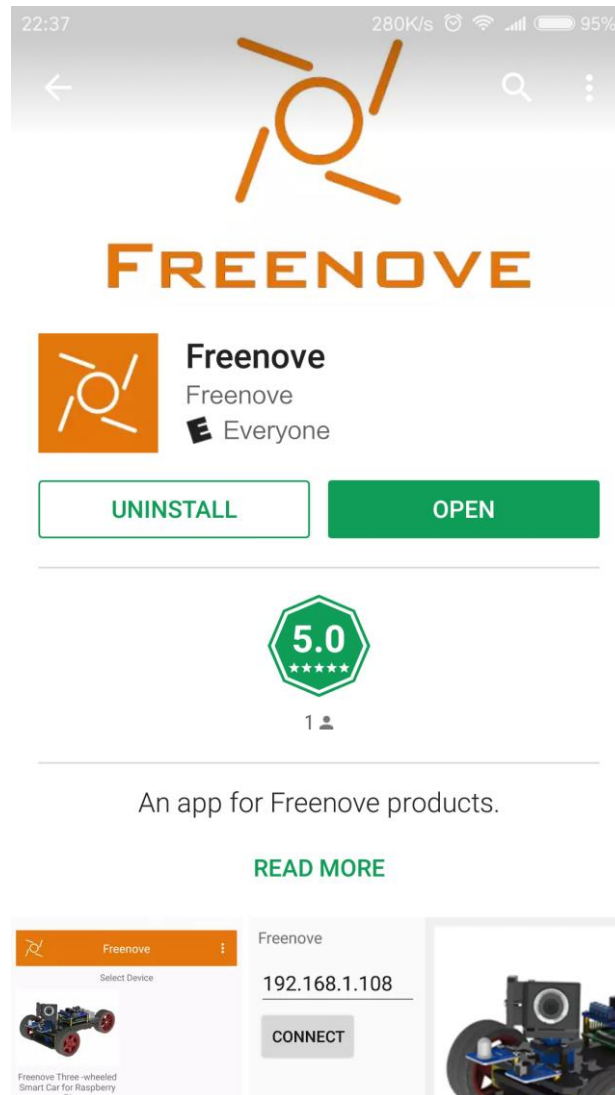 22:37 280K/s 95%
FREENOVE
Freenove
Freenove
E Everyone
UNINSTALL
OPEN
5.0
1
An app for Freenove products.
READ MORE
Freenove
Select Device
Freenove Three -wheeled
Smart Car for Raspberry
Freenove
192.168.1.108
CONNECT